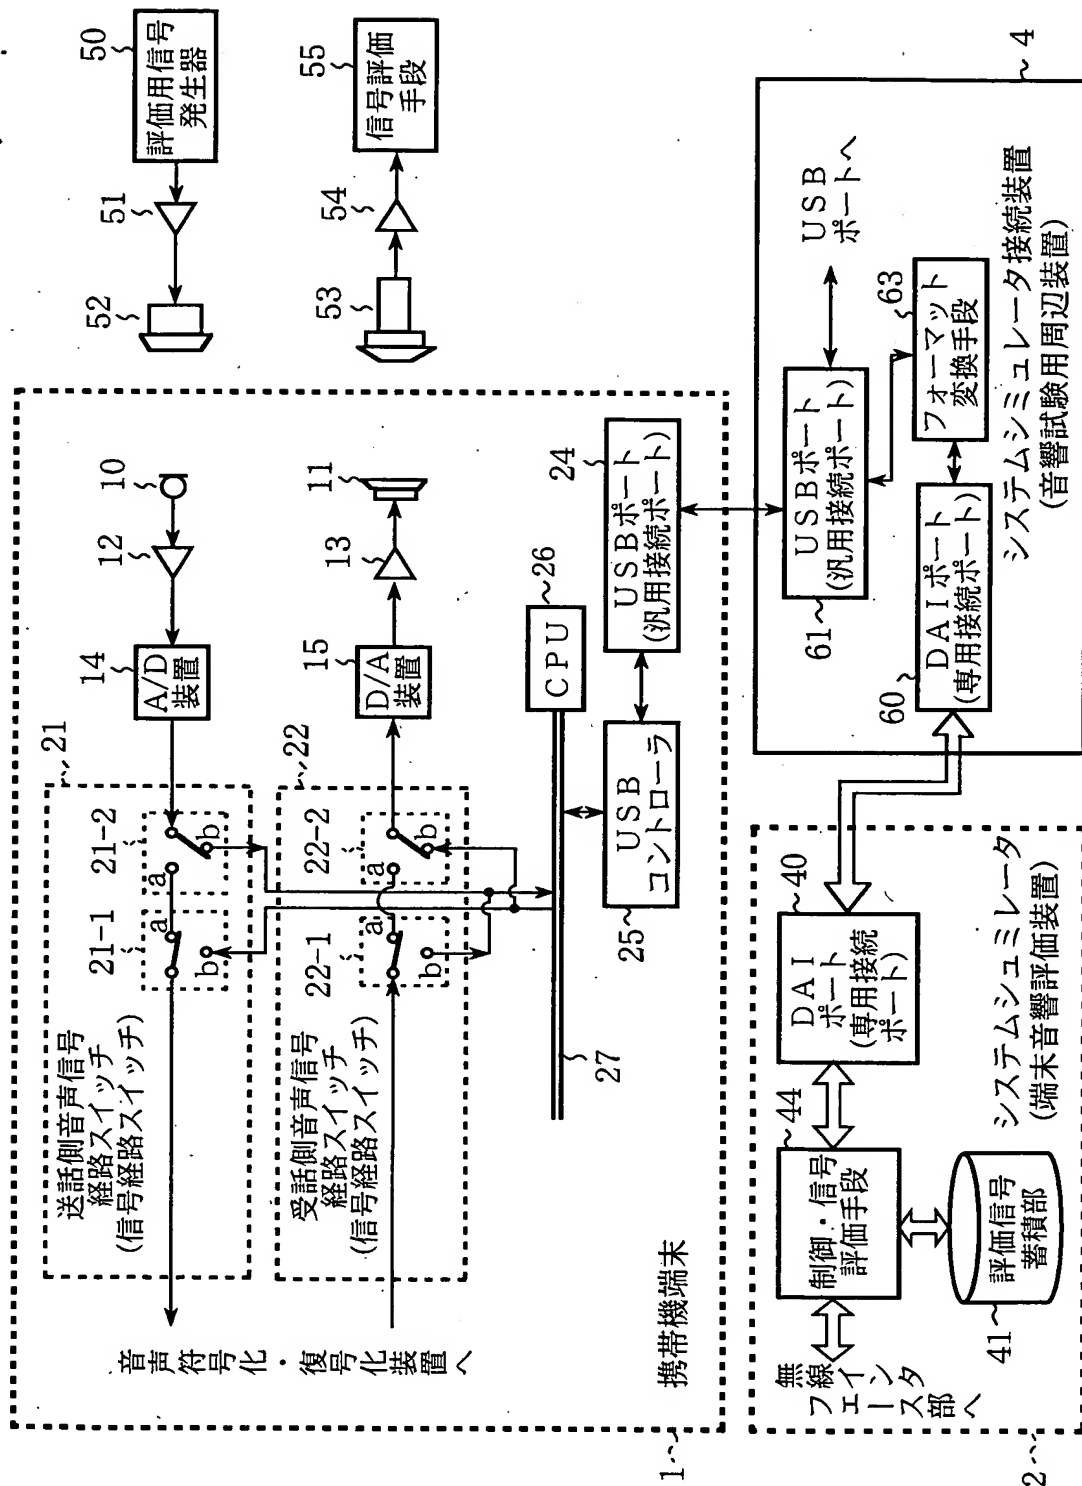 50
評価用信号
発生器
51
52
55
信号評価
手段
54
53
10
12
14
A/D
装置
21
21-2
21-1
a
b
a
b
送話側音声信号
経路スイッチ
(信号経路スイッチ)
11
13
15
D/A
装置
22
22-2
22-1
a
b
a
b
受話側音声信号
経路スイッチ
(信号経路スイッチ)
音声符号化・復号化装置へ
26
CPU
27
24
USBポート
(汎用接続ポート)
25
USB
コントローラ
携帯機端末
1
4
USB
ポートへ
61
USBポート
(汎用接続ポート)
63
フォーマット
変換手段
60
DAIポート
(専用接続ポート)
システムシミュレータ接続装置
(音響試験用周辺装置)
40
DAI
ポート
(専用接続
ポート)
44
制御・信号
評価手段
41
評価信号
蓄積部
無線インタ
フェース部へ
システムシュミレータ
(端末音響評価装置)
2